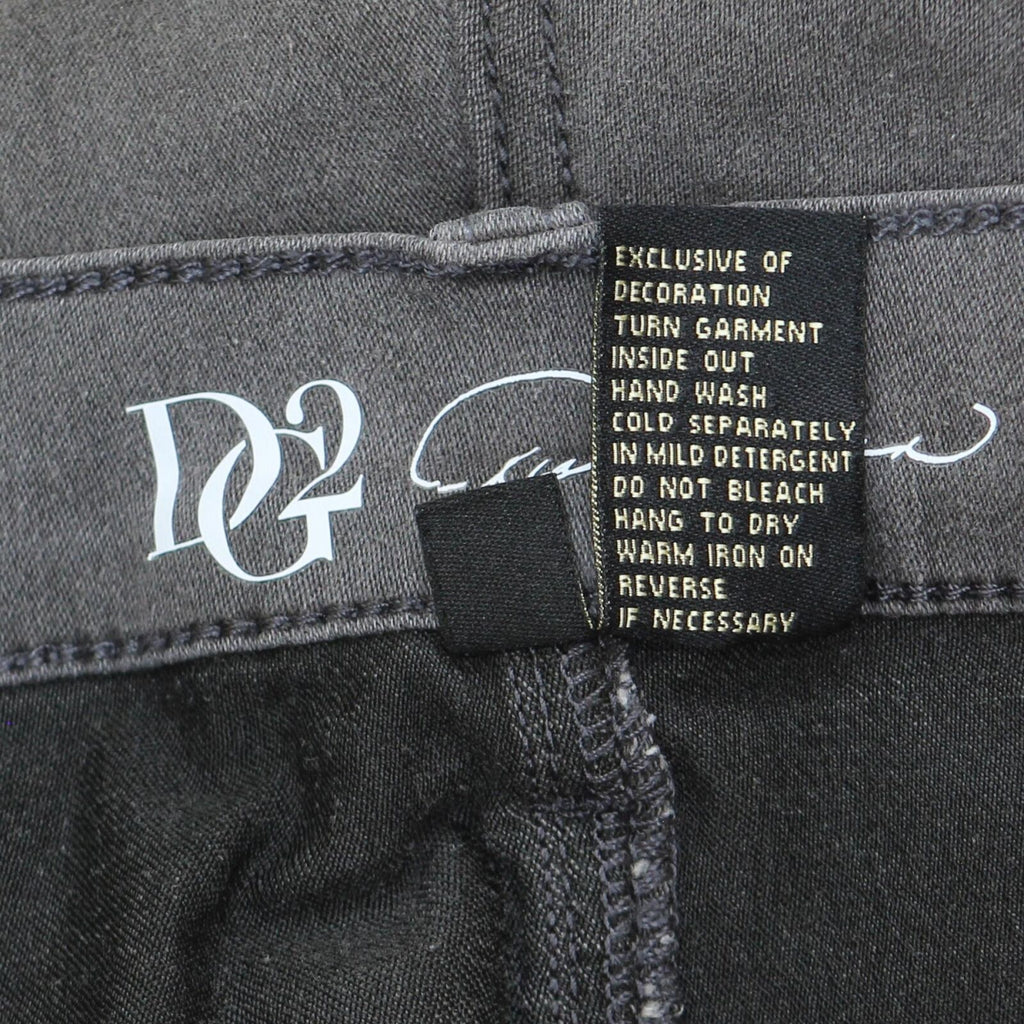 DG2
EXCLUSIVE OF
DECORATION
TURN GARMENT
INSIDE OUT
HAND WASH
COLD SEPARATELY
IN MILD DETERGENT
DO NOT BLEACH
HANG TO DRY
WARM IRON ON
REVERSE
IF NECESSARY